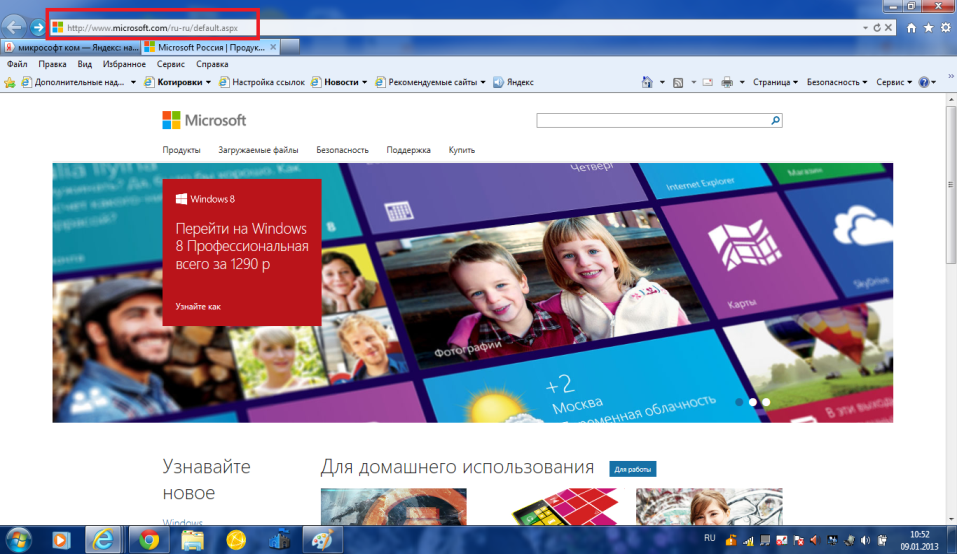 http://www.microsoft.com/ru-ru/default.aspx
микрософт ком — Яндекс: на...
Microsoft Россия | Продук...
Файл Правка Вид Избранное Сервис Справка
Дополнительные над... Котировки Настройка ссылок Новости Рекомендуемые сайты Яндекс
Страница Безопасность Сервис
Microsoft
Продукты Загружаемые файлы Безопасность Поддержка Купить
Четверг
Internet Explorer
Магазин
Windows 8
Перейти на Windows
8 Профессиональная
всего за 1290 р
Узнайте как
8
Карты
SkyDrive
Фотографии
+2
Москва
облачность
В эти выход
Узнавайте
новое
Для домашнего использования
Для работы
Windows
RU
10:52
09.01.2013